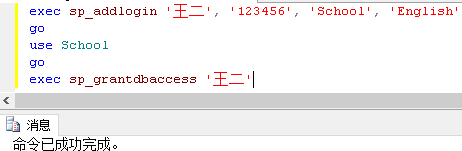 exec sp_addlogin '王二', '123456', 'School', 'English'
go
use School
go
exec sp_grantdbaccess '王二'
消息
命令已成功完成。